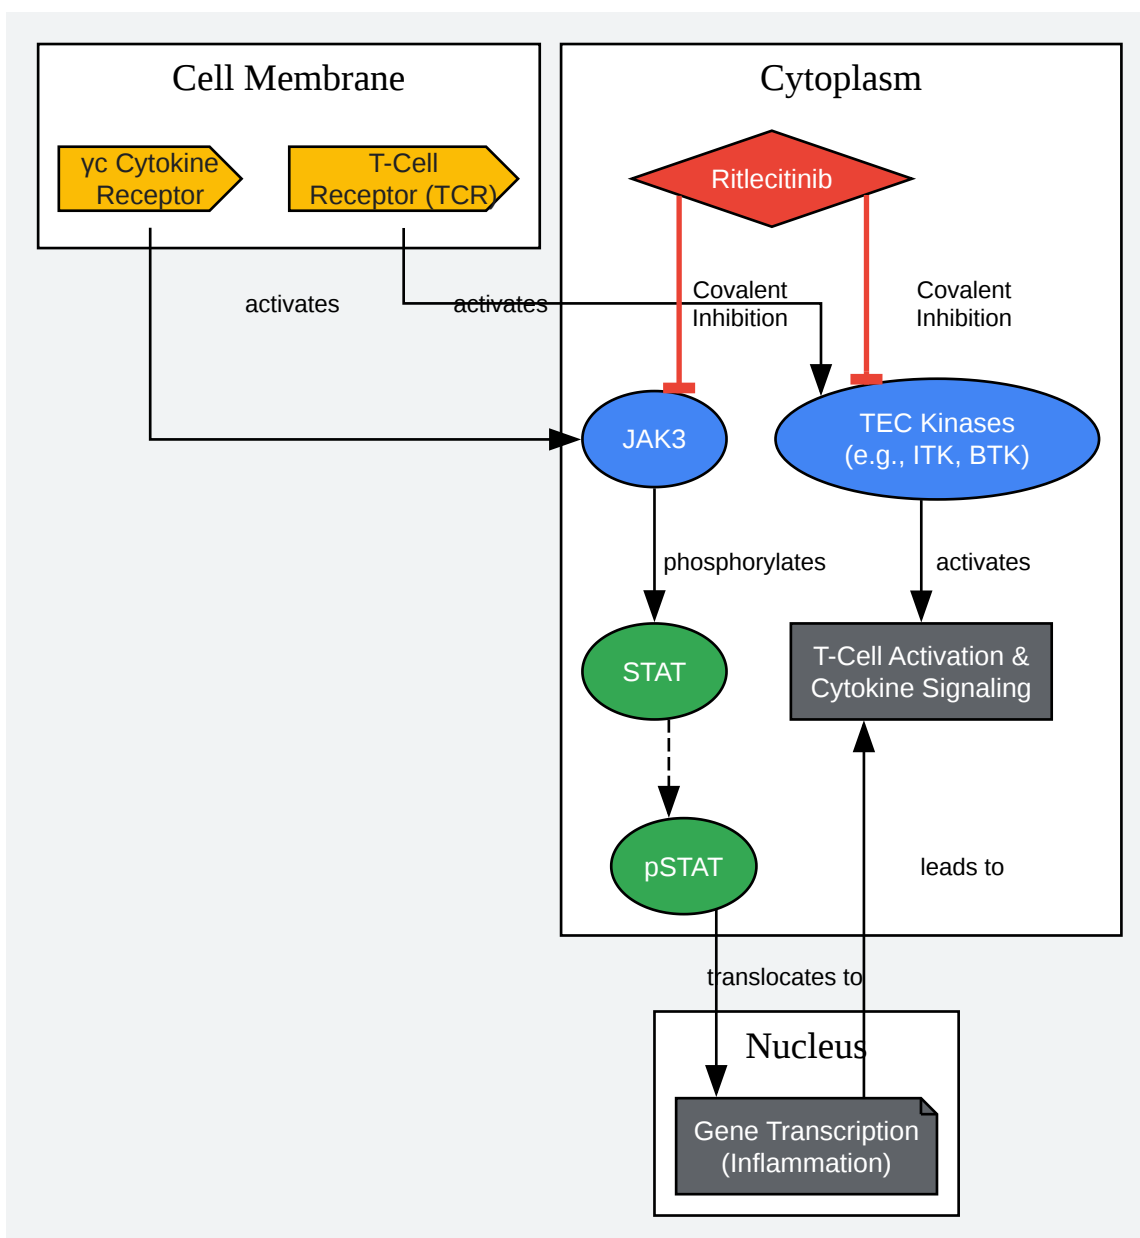 Cell Membrane
Cytoplasm
γc Cytokine
Receptor
T-Cell
Receptor (TCR)
Ritlecitinib
activates
activates
Covalent
Inhibition
Covalent
Inhibition
JAK3
TEC Kinases
(e.g., ITK, BTK)
phosphorylates
activates
STAT
T-Cell Activation &
Cytokine Signaling
pSTAT
leads to
translocates to
Nucleus
Gene Transcription
(Inflammation)